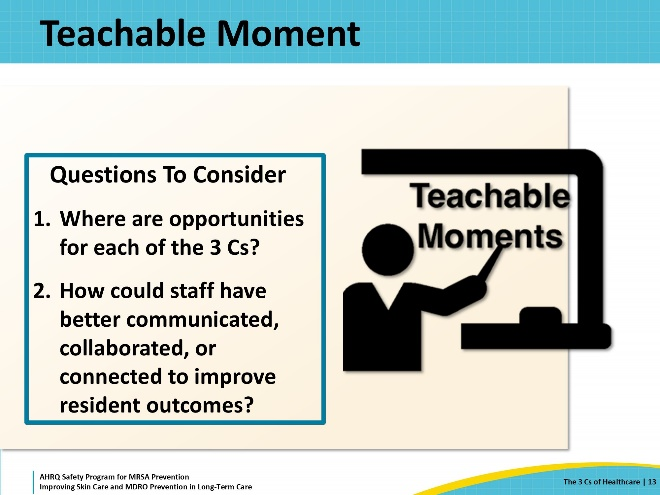 Teachable Moment
Questions To Consider
1. Where are opportunities
for each of the 3 Cs?
2. How could staff have
better communicated,
collaborated, or
connected to improve
resident outcomes?
Teachable
Moments
AHRQ Safety Program for MRSA Prevention
Improving Skin Care and MDRO Prevention in Long-Term Care
The 3 Cs of Healthcare | 13